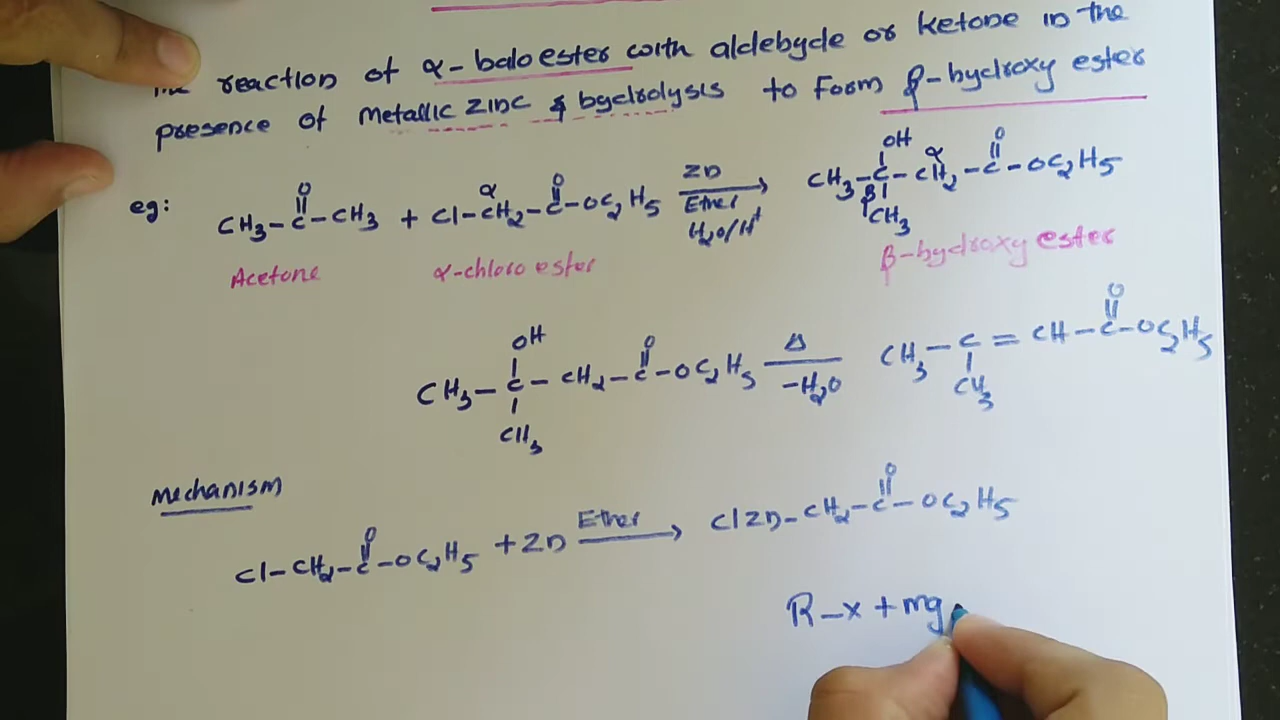 The reaction of α-haloester with aldehyde or ketone in the
presence of Metallic zinc & hydrolysis to form β-hydroxy ester
eg: CH₃-C(=O)-CH₃ + Cl-CH₂(α)-C(=O)-OC₂H₅ Zn / Ether / H₂O/H⁺ → CH₃-C(OH)(CH₃)(β)-CH₂(α)-C(=O)-OC₂H₅
Acetone α-chloro ester β-hydroxy ester
CH₃-C(OH)(CH₃)-CH₂-C(=O)-OC₂H₅ Δ / -H₂O CH₃-C(CH₃)=CH-C(=O)-OC₂H₅
Mechanism
Cl-CH₂-C(=O)-OC₂H₅ + Zn Ether → ClZn-CH₂-C(=O)-OC₂H₅
R-x + mg